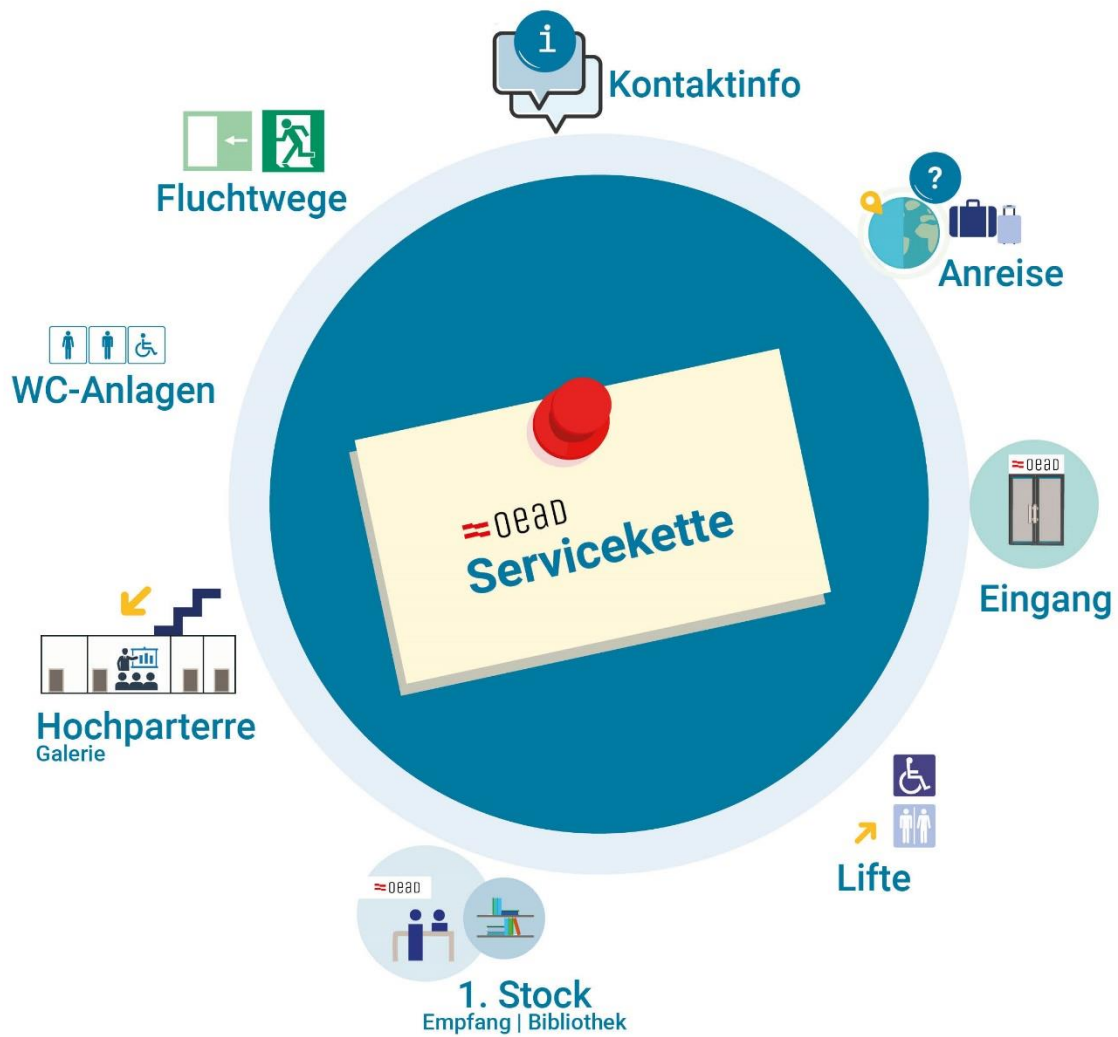 i
Kontaktinfo
?
Anreise
oead
Eingang
Lifte
oead
1. Stock
Empfang | Bibliothek
Hochparterre
Galerie
WC-Anlagen
Fluchtwege
oead
Servicekette